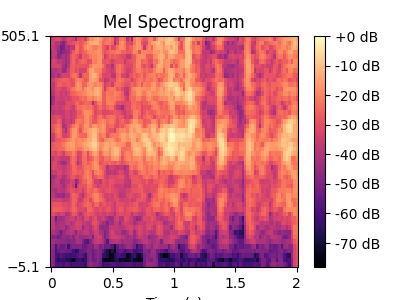 Mel Spectrogram
505.1
−5.1
0
0.5
1
1.5
2
+0 dB
-10 dB
-20 dB
-30 dB
-40 dB
-50 dB
-60 dB
-70 dB